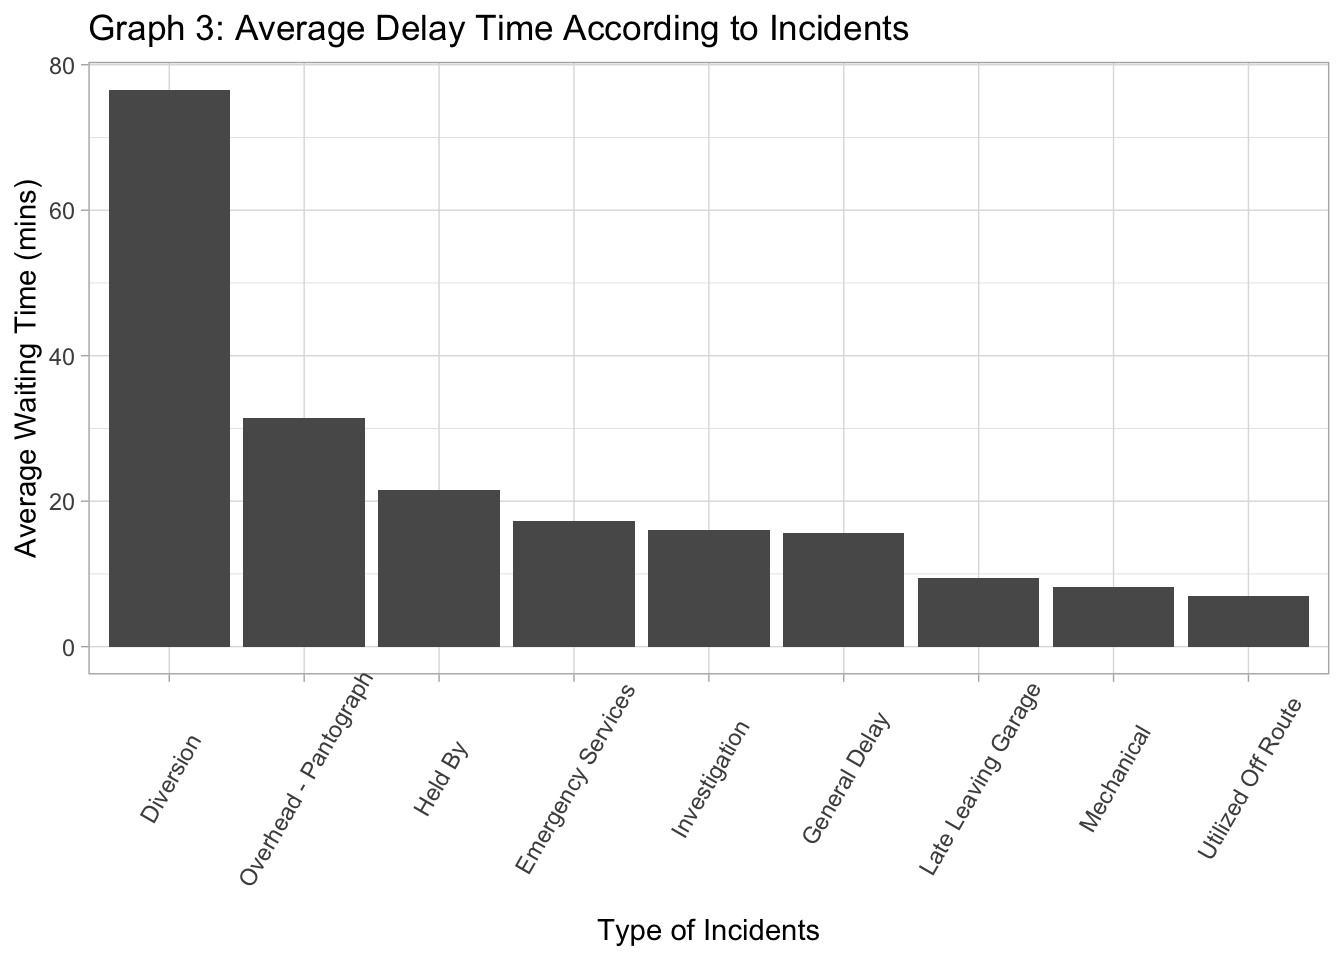 Graph 3: Average Delay Time According to Incidents
Average Waiting Time (mins)
80
60
40
20
0
Diversion
Overhead - Pantograph
Held By
Emergency Services
Investigation
General Delay
Late Leaving Garage
Mechanical
Utilized Off Route
Type of Incidents